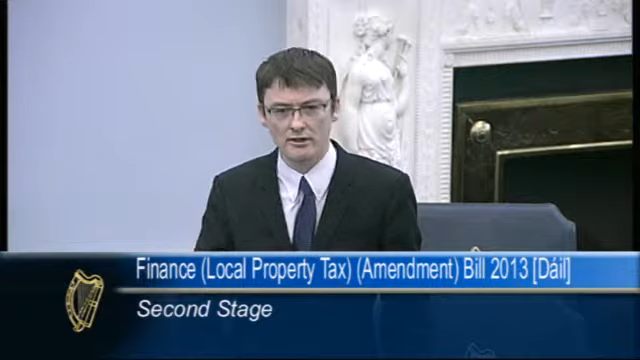 Finance (Local Property Tax) (Amendment) Bill 2013 [Dáil]
Second Stage